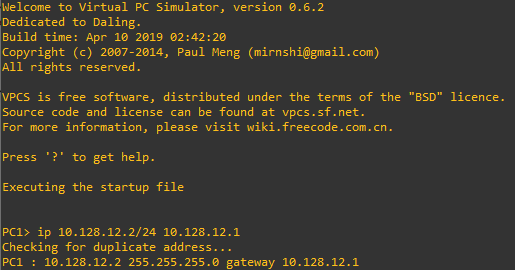 Welcome to Virtual PC Simulator, version 0.6.2
Dedicated to Daling.
Build time: Apr 10 2019 02:42:20
Copyright (c) 2007-2014, Paul Meng (mirnshi@gmail.com)
All rights reserved.
VPCS is free software, distributed under the terms of the "BSD" licence.
Source code and license can be found at vpcs.sf.net.
For more information, please visit wiki.freecode.com.cn.
Press '?' to get help.
Executing the startup file
PC1> ip 10.128.12.2/24 10.128.12.1
Checking for duplicate address...
PC1 : 10.128.12.2 255.255.255.0 gateway 10.128.12.1